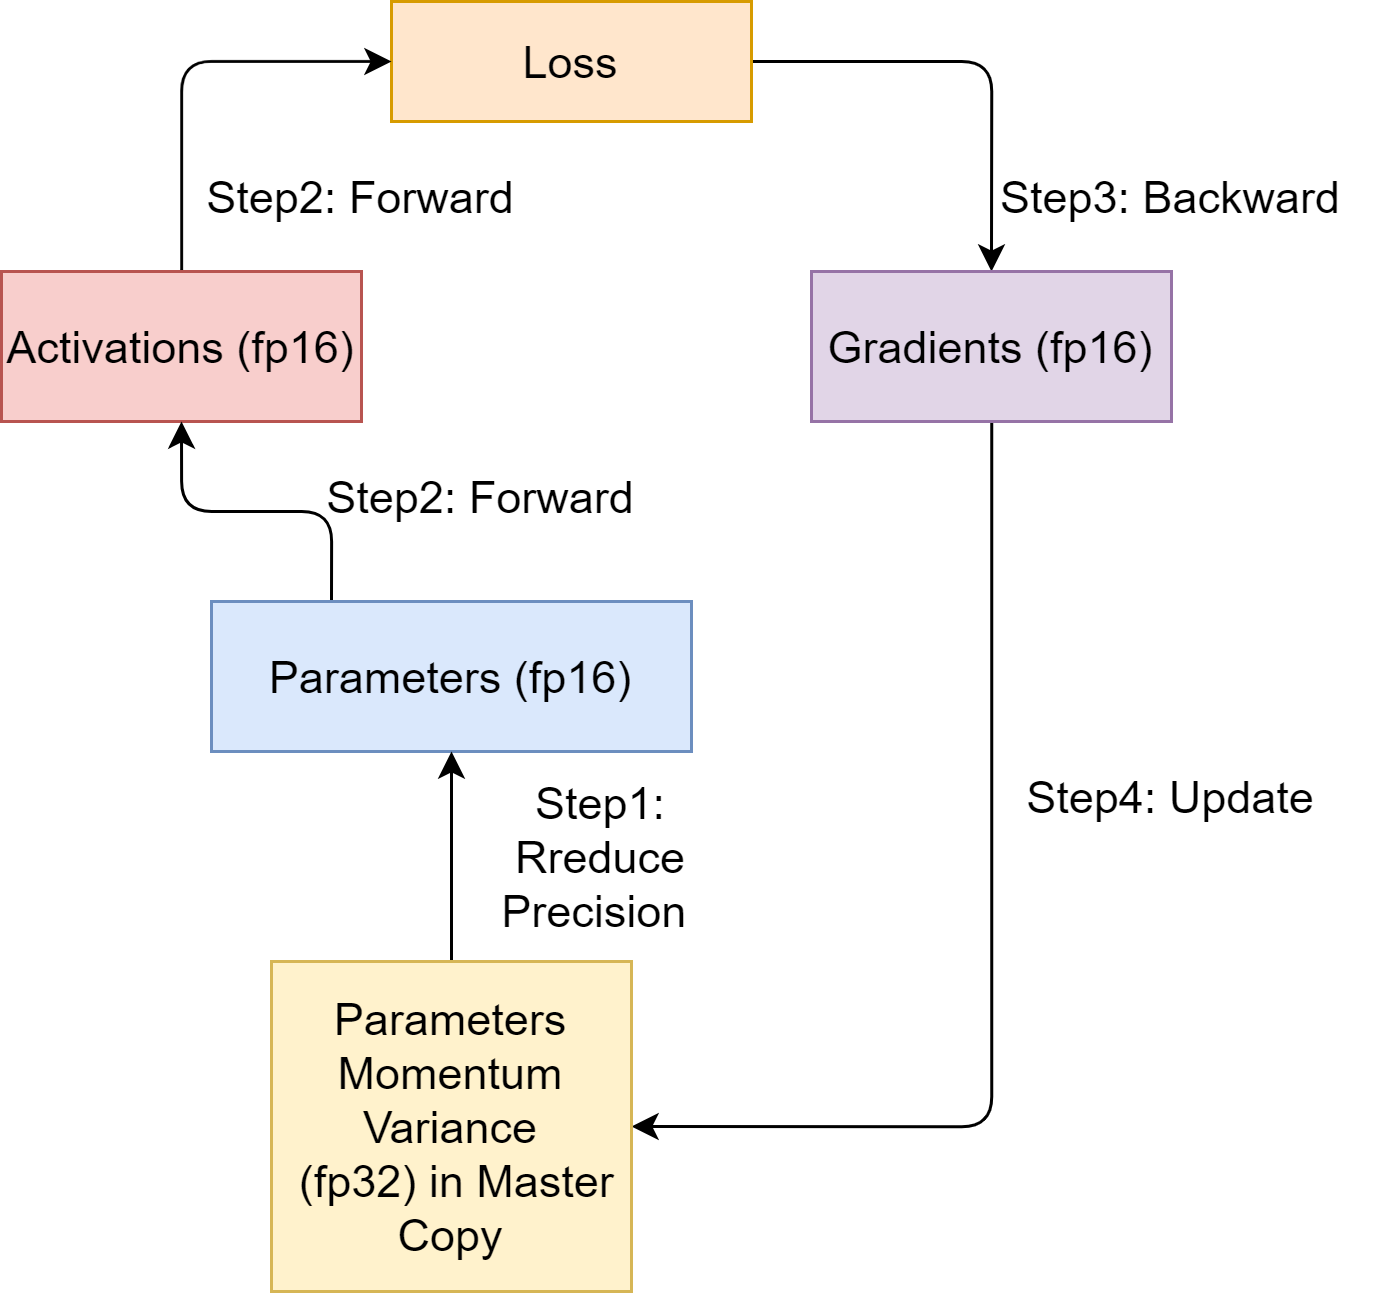 Loss
Step2: Forward
Step3: Backward
Activations (fp16)
Gradients (fp16)
Step2: Forward
Parameters (fp16)
Step1:
Rreduce
Precision
Step4: Update
Parameters
Momentum
Variance
(fp32) in Master
Copy